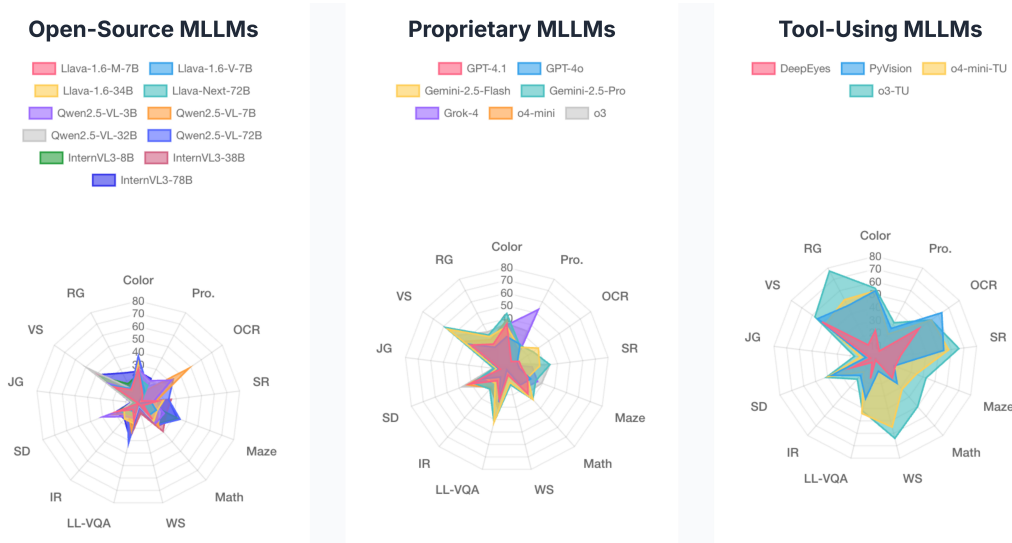 Open-Source MLLMs
Llava-1.6-M-7B Llava-1.6-V-7B
Llava-1.6-34B Llava-Next-72B
Qwen2.5-VL-3B Qwen2.5-VL-7B
Qwen2.5-VL-32B Qwen2.5-VL-72B
InternVL3-8B InternVL3-38B
InternVL3-78B
Color
RG Pro.
80
70
60
50
40
30
VS OCR
JG SR
SD Maze
IR Math
LL-VQA WS
Proprietary MLLMs
GPT-4.1 GPT-4o
Gemini-2.5-Flash Gemini-2.5-Pro
Grok-4 o4-mini o3
Color
RG Pro.
80
70
60
50
40
VS OCR
JG SR
SD Maze
IR Math
LL-VQA WS
Tool-Using MLLMs
DeepEyes PyVision o4-mini-TU
o3-TU
Color
RG Pro.
80
70
60
VS OCR
JG SR
SD Maze
IR Math
LL-VQA WS